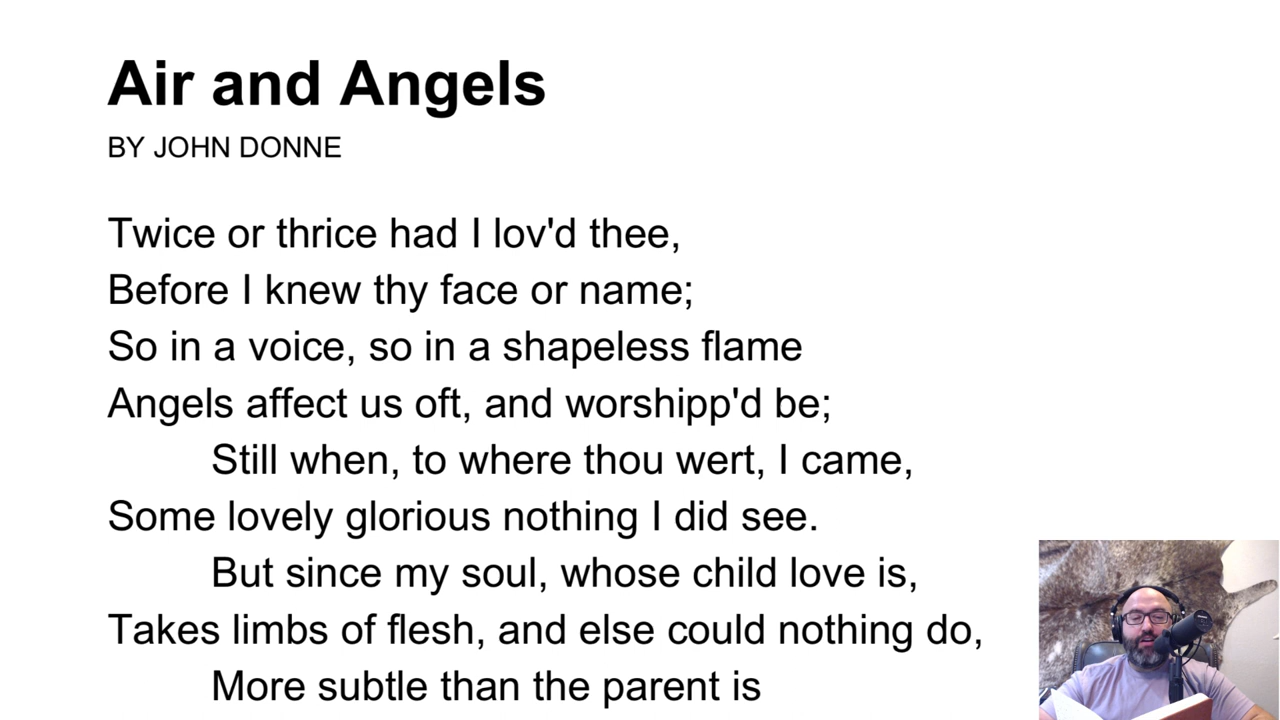 Air and Angels
BY JOHN DONNE
Twice or thrice had I lov'd thee,
Before I knew thy face or name;
So in a voice, so in a shapeless flame
Angels affect us oft, and worshipp'd be;
Still when, to where thou wert, I came,
Some lovely glorious nothing I did see.
But since my soul, whose child love is,
Takes limbs of flesh, and else could nothing do,
More subtle than the parent is